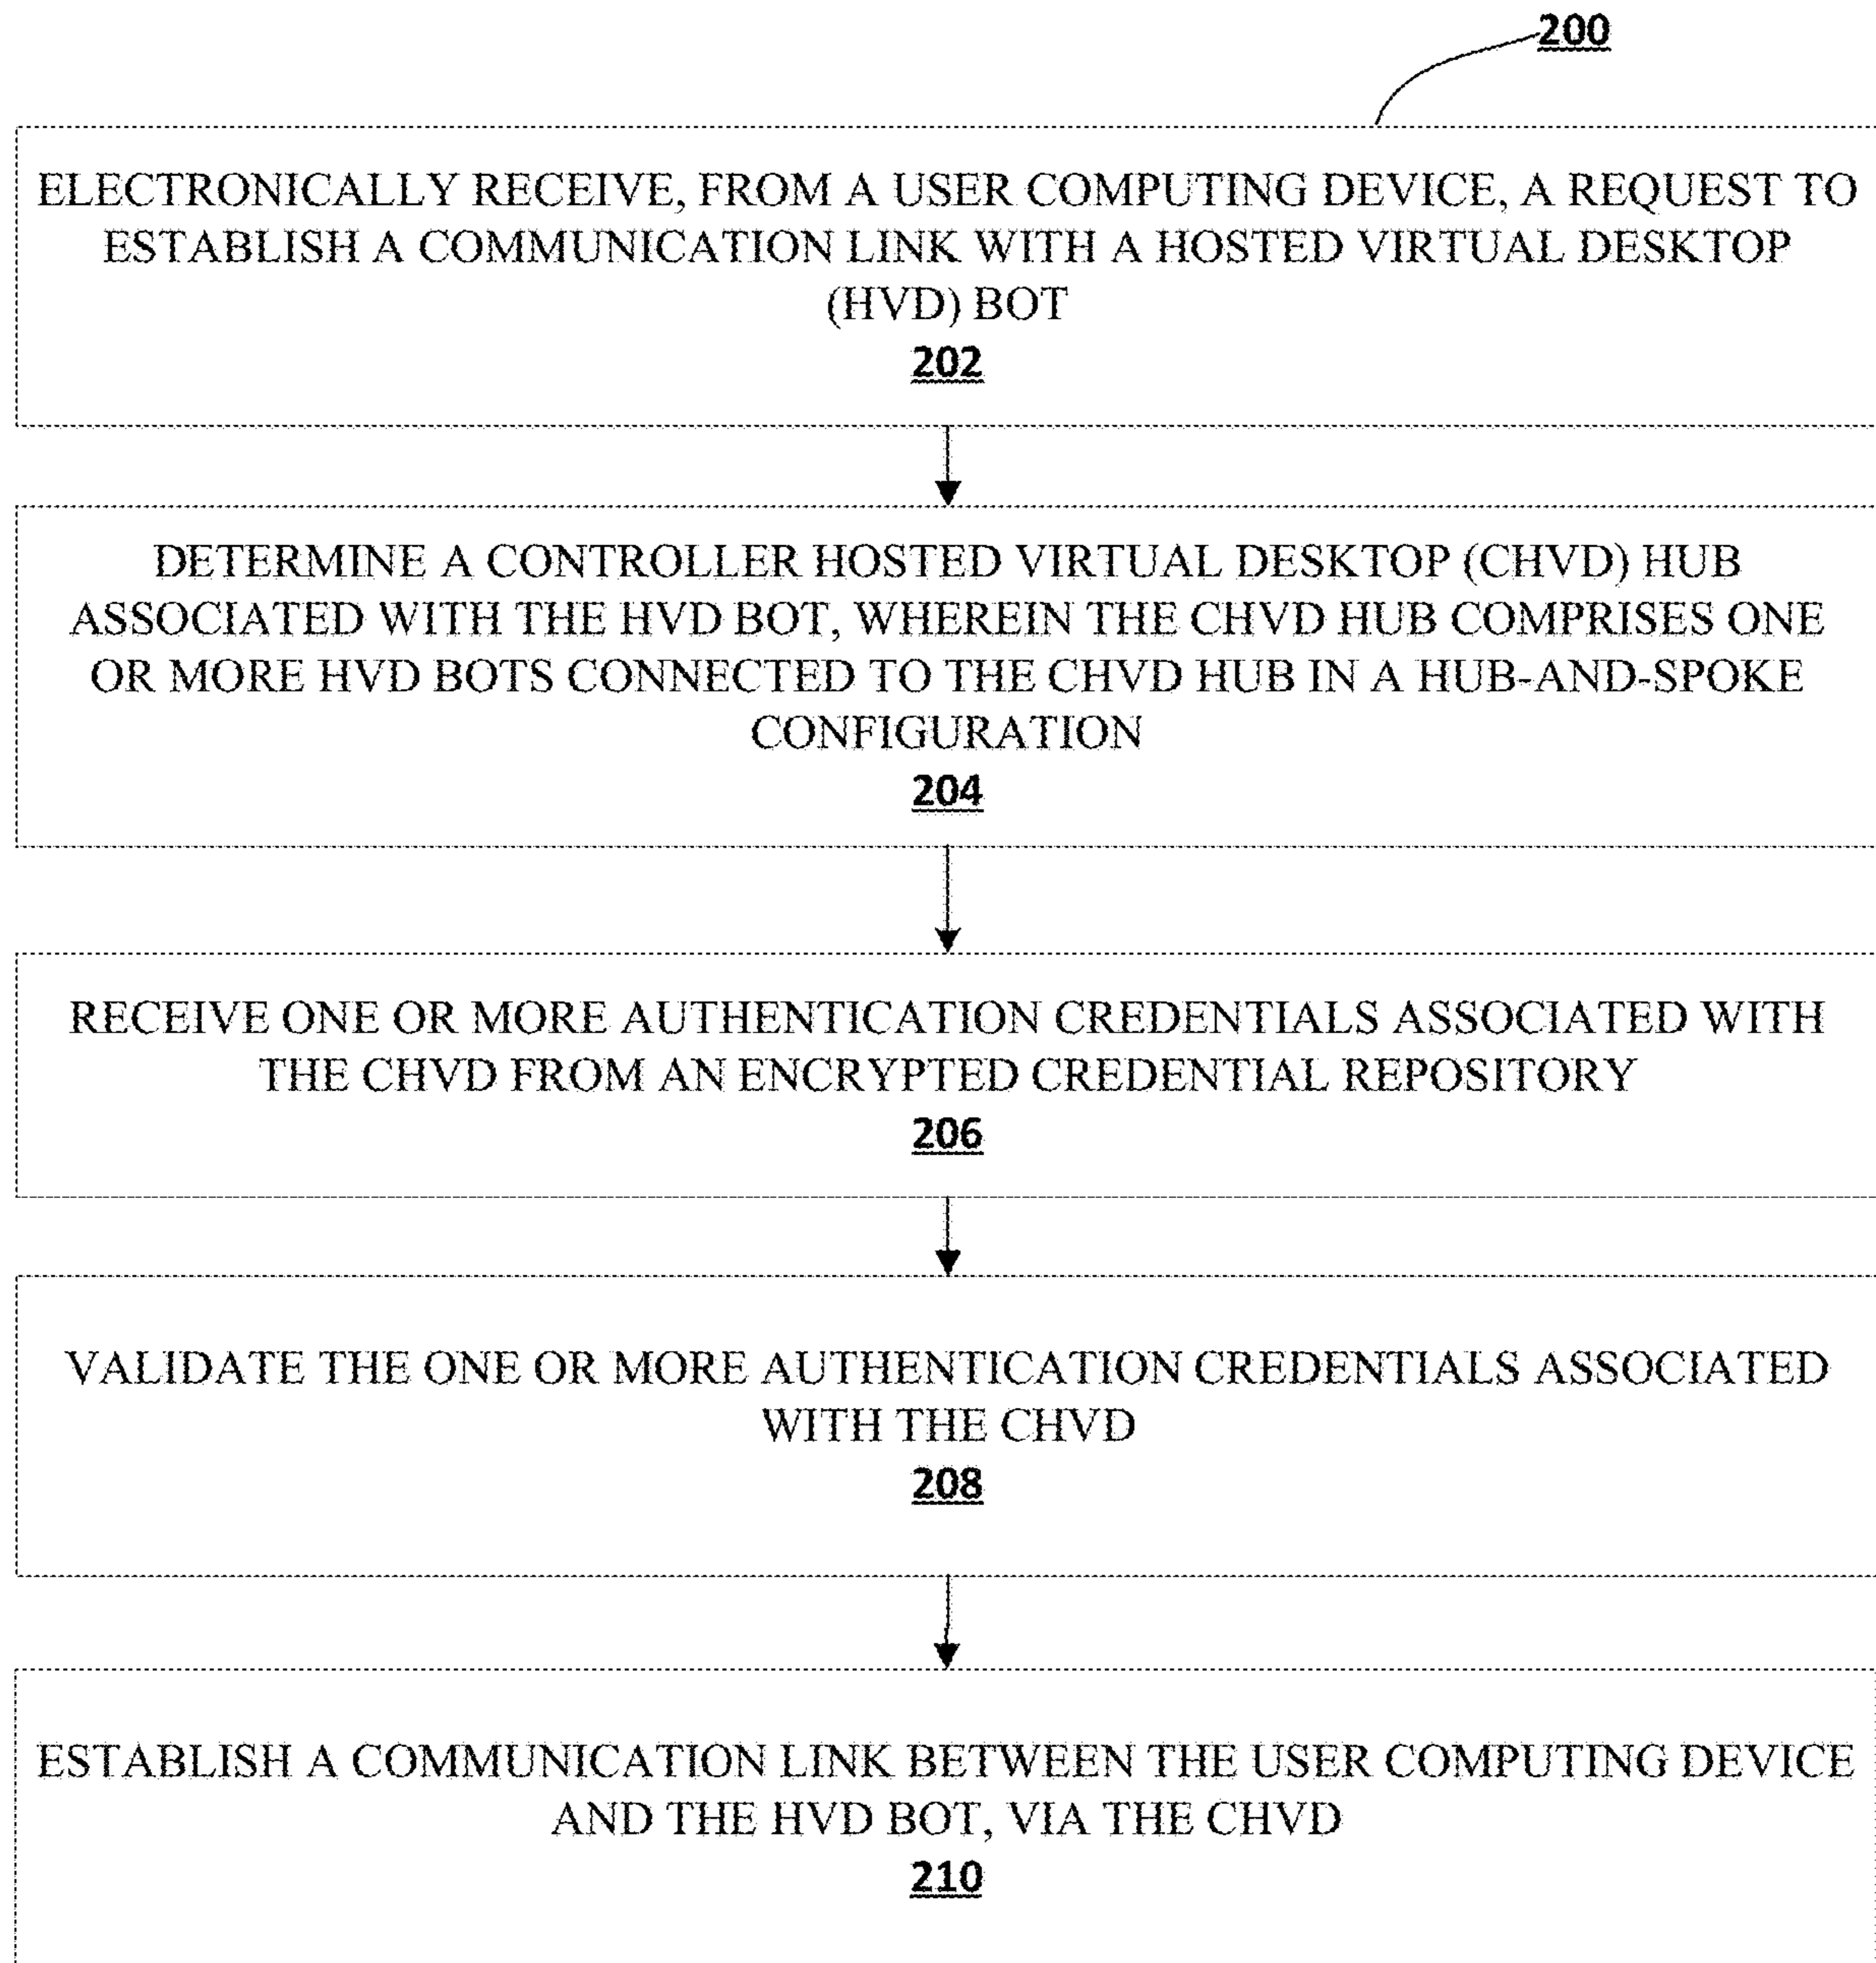 200
ELECTRONICALLY RECEIVE, FROM A USER COMPUTING DEVICE, A REQUEST TO
ESTABLISH A COMMUNICATION LINK WITH A HOSTED VIRTUAL DESKTOP
(HVD) BOT
202
DETERMINE A CONTROLLER HOSTED VIRTUAL DESKTOP (CHVD) HUB
ASSOCIATED WITH THE HVD BOT, WHEREIN THE CHVD HUB COMPRISES ONE
OR MORE HVD BOTS CONNECTED TO THE CHVD HUB IN A HUB-AND-SPOKE
CONFIGURATION
204
RECEIVE ONE OR MORE AUTHENTICATION CREDENTIALS ASSOCIATED WITH
THE CHVD FROM AN ENCRYPTED CREDENTIAL REPOSITORY
206
VALIDATE THE ONE OR MORE AUTHENTICATION CREDENTIALS ASSOCIATED
WITH THE CHVD
208
ESTABLISH A COMMUNICATION LINK BETWEEN THE USER COMPUTING DEVICE
AND THE HVD BOT, VIA THE CHVD
210